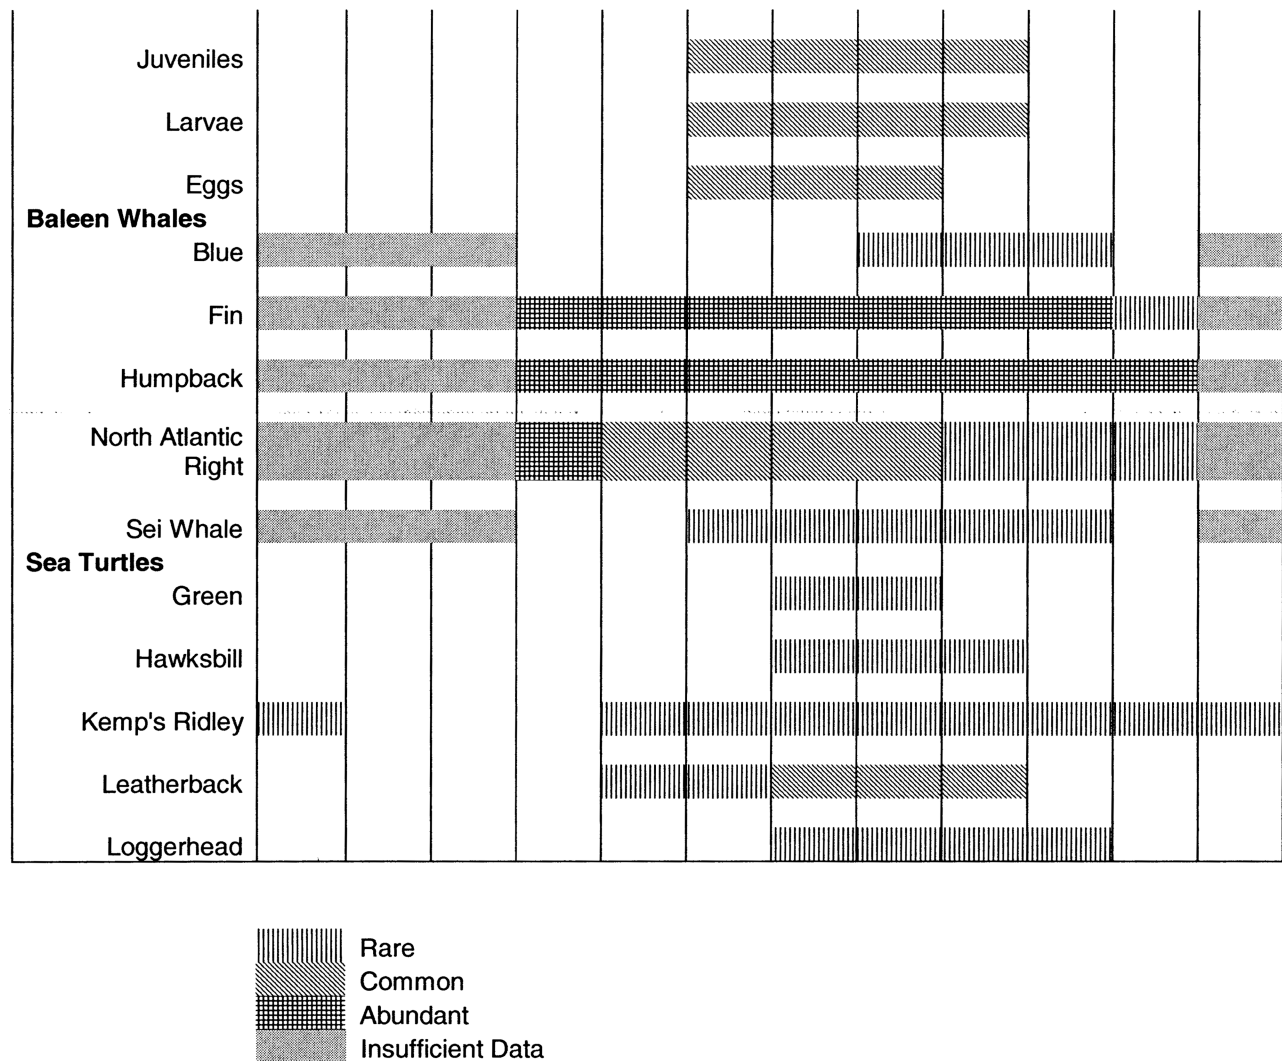 Juveniles
Larvae
Eggs
Baleen Whales
Blue
Fin
Humpback
North Atlantic
Right
Sei Whale
Sea Turtles
Green
Hawksbill
Kemp's Ridley
Leatherback
Loggerhead
Rare
Common
Abundant
Insufficient Data